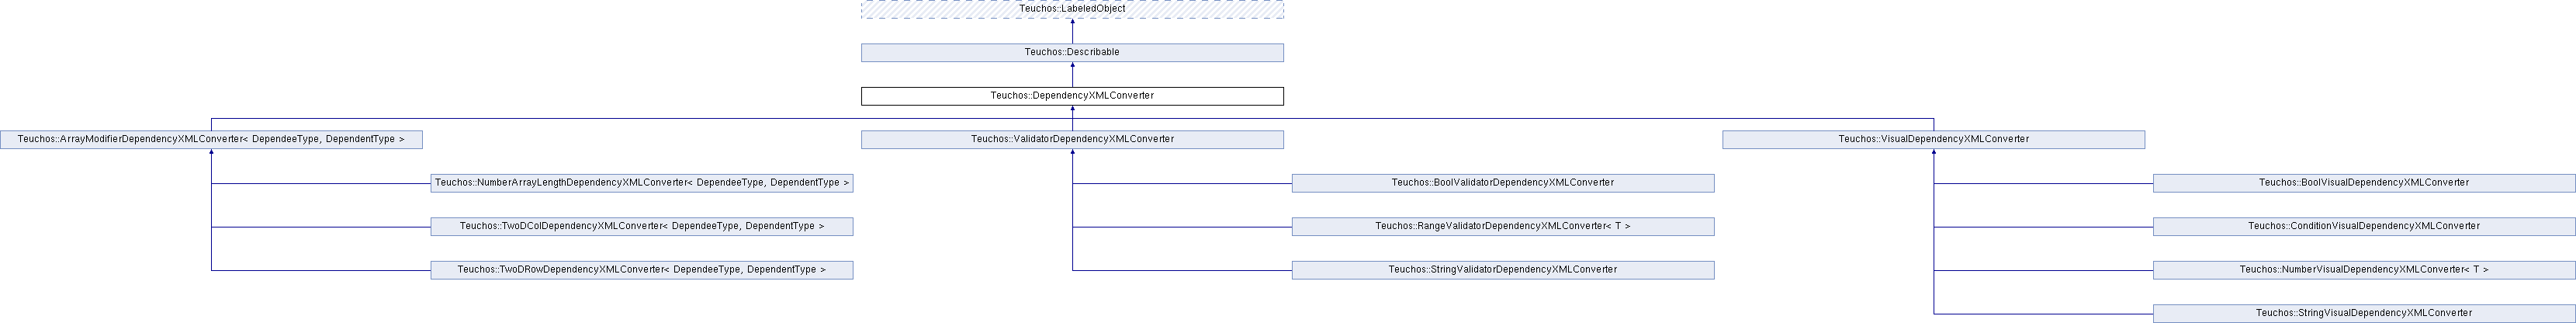 Teuchos::LabeledObject
Teuchos::Describable
Teuchos::DependencyXMLConverter
Teuchos::ArrayModifierDependencyXMLConverter< DependeeType, DependentType >
Teuchos::ValidatorDependencyXMLConverter
Teuchos::VisualDependencyXMLConverter
Teuchos::NumberArrayLengthDependencyXMLConverter< DependeeType, DependentType >
Teuchos::BoolValidatorDependencyXMLConverter
Teuchos::BoolVisualDependencyXMLConverter
Teuchos::TwoDColDependencyXMLConverter< DependeeType, DependentType >
Teuchos::RangeValidatorDependencyXMLConverter< T >
Teuchos::ConditionVisualDependencyXMLConverter
Teuchos::TwoDRowDependencyXMLConverter< DependeeType, DependentType >
Teuchos::StringValidatorDependencyXMLConverter
Teuchos::NumberVisualDependencyXMLConverter< T >
Teuchos::StringVisualDependencyXMLConverter